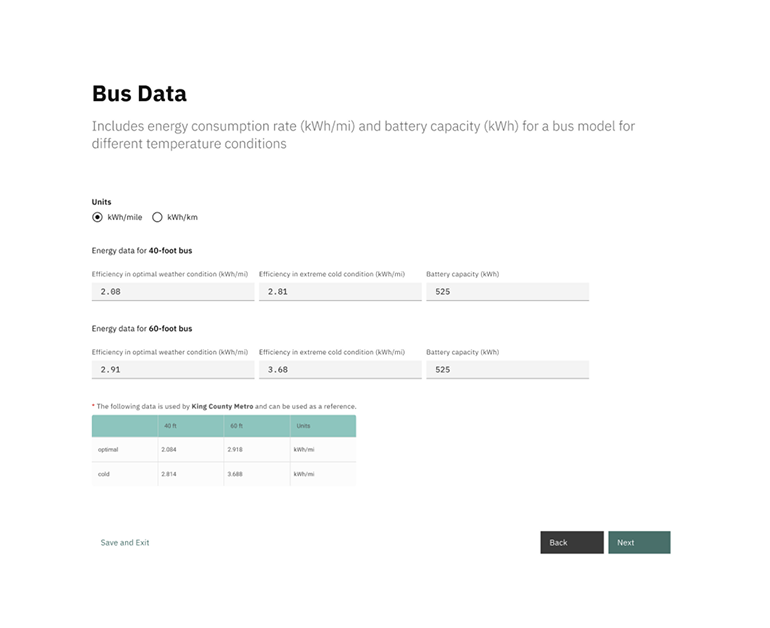 Bus Data
Includes energy consumption rate (kWh/mi) and battery capacity (kWh) for a bus model for
different temperature conditions
Units
kWh/mile kWh/km
Energy data for 40-foot bus
Efficiency in optimal weather condition (kWh/mi) Efficiency in extreme cold condition (kWh/mi) Battery capacity (kWh)
2.08 2.81 525
Energy data for 60-foot bus
Efficiency in optimal weather condition (kWh/mi) Efficiency in extreme cold condition (kWh/mi) Battery capacity (kWh)
2.91 3.68 525
* The following data is used by King County Metro and can be used as a reference.
40 ft 60 ft Units
optimal 2.084 2.918 kWh/mi
cold 2.814 3.688 kWh/mi
Save and Exit Back Next